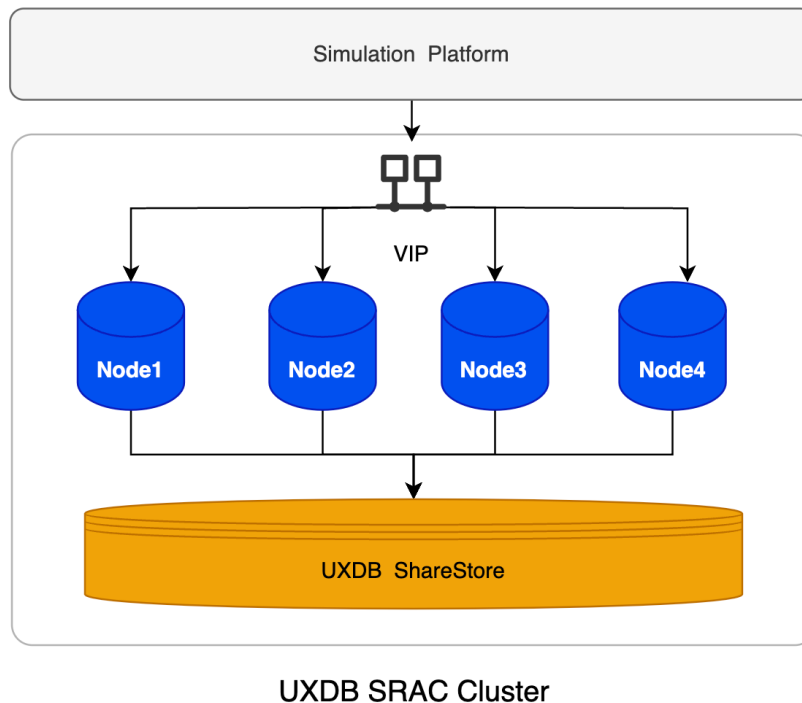 Simulation Platform
VIP
Node1
Node2
Node3
Node4
UXDB ShareStore
UXDB SRAC Cluster